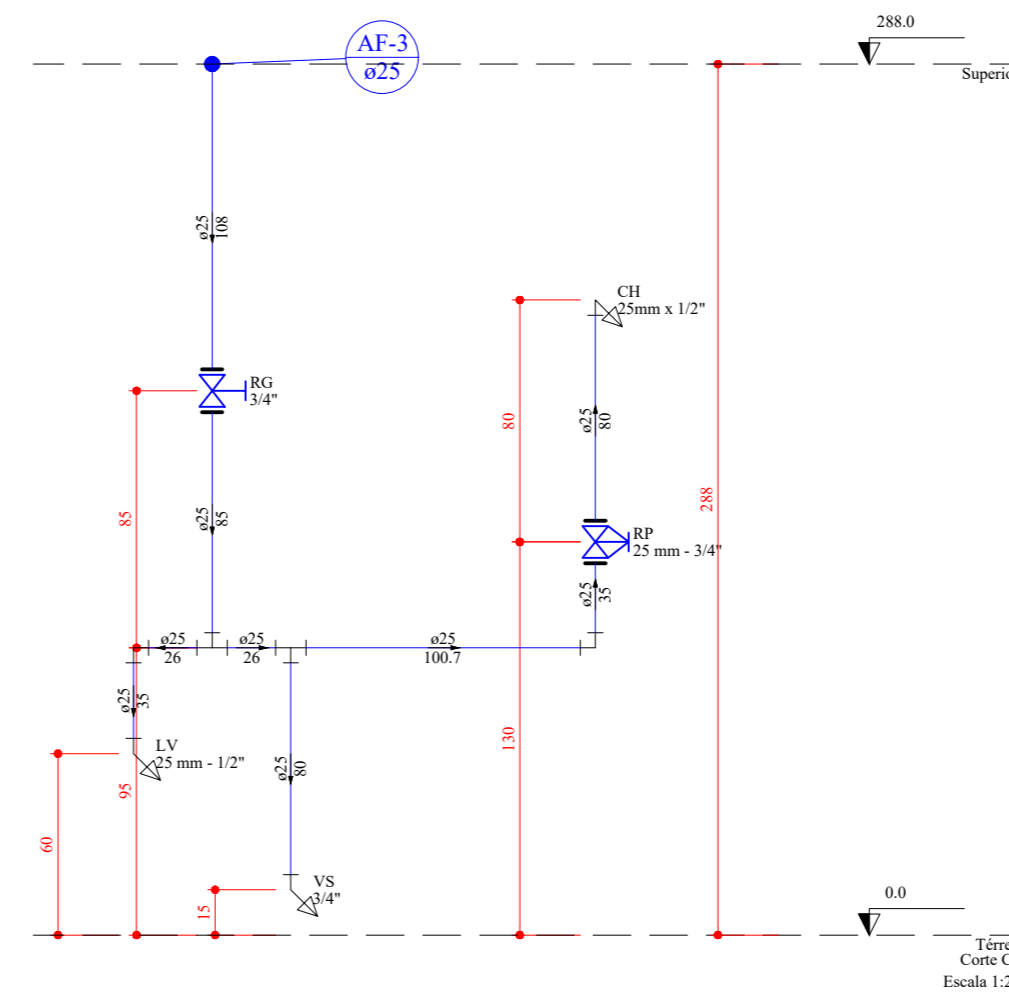 288.0
AF-3
ø25
Superio
ø25
108
CH
25mm x 1/2"
RG
3/4"
80
ø25
80
288
85
ø25
85
RP
25 mm - 3/4"
ø25
35
ø25
26
ø25
26
ø25
100.7
ø25
35
130
LV
25 mm - 1/2"
ø25
80
95
60
VS
3/4"
15
0.0
Térre
Corte C
Escala 1:2